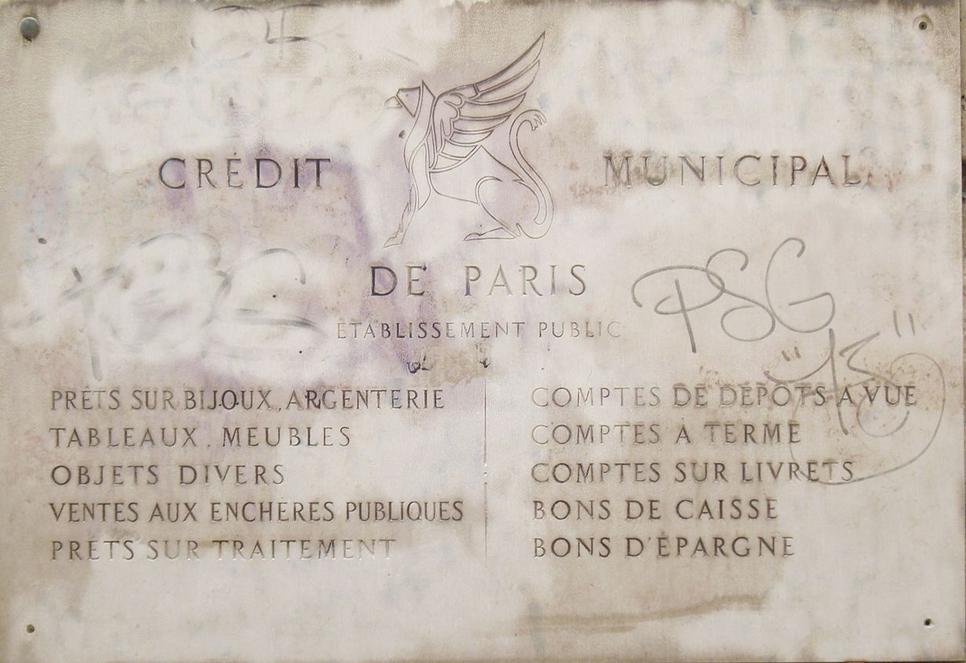 CRÉDIT MUNICIPAL
DE PARIS
ÉTABLISSEMENT PUBLIC
PRÊTS SUR BIJOUX, ARGENTERIE
TABLEAUX, MEUBLES
OBJETS DIVERS
VENTES AUX ENCHÈRES PUBLIQUES
PRÊTS SUR TRAITEMENT
COMPTES DE DÉPÔTS A VUE
COMPTES A TERME
COMPTES SUR LIVRETS
BONS DE CAISSE
BONS D'ÉPARGNE
PSG